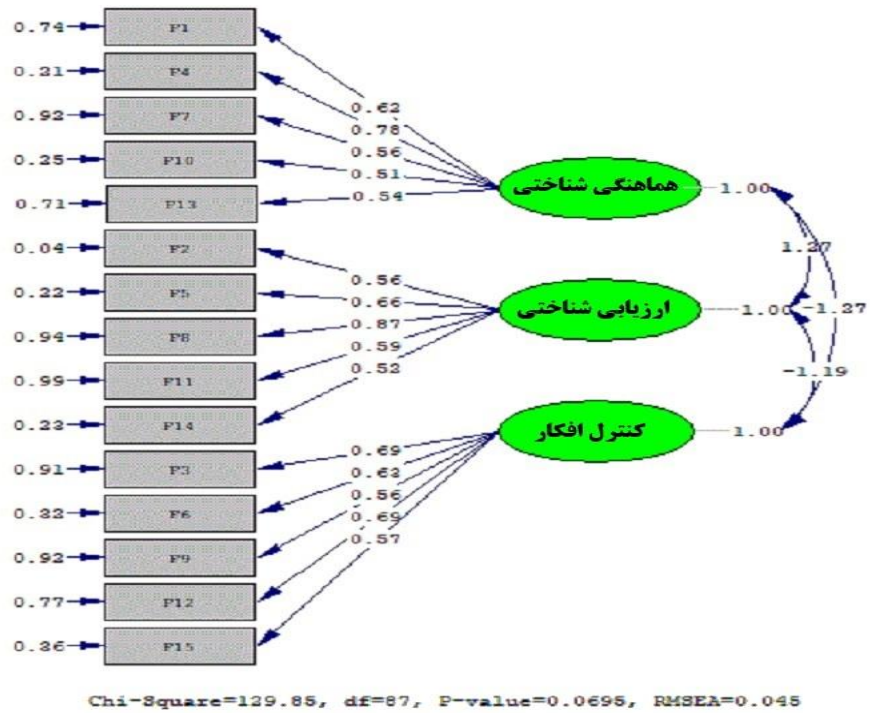 0.74 F1
0.21 F4
0.92 F7
0.25 F10
0.71 F13
0.04 F2
0.22 F5
0.94 F8
0.99 F11
0.23 F14
0.91 F3
0.32 F6
0.92 F9
0.77 F12
0.36 F15
0.62
0.78
0.56
0.51
0.54
0.56
0.66
0.87
0.59
0.52
0.69
0.63
0.56
0.69
0.57
هماهنگی شناختی 1.00
ارزیابی شناختی 1.00
کنترل افکار 1.00
1.27
-1.27
-1.19
Chi-Square=129.85, df=87, P-value=0.0695, RMSEA=0.045